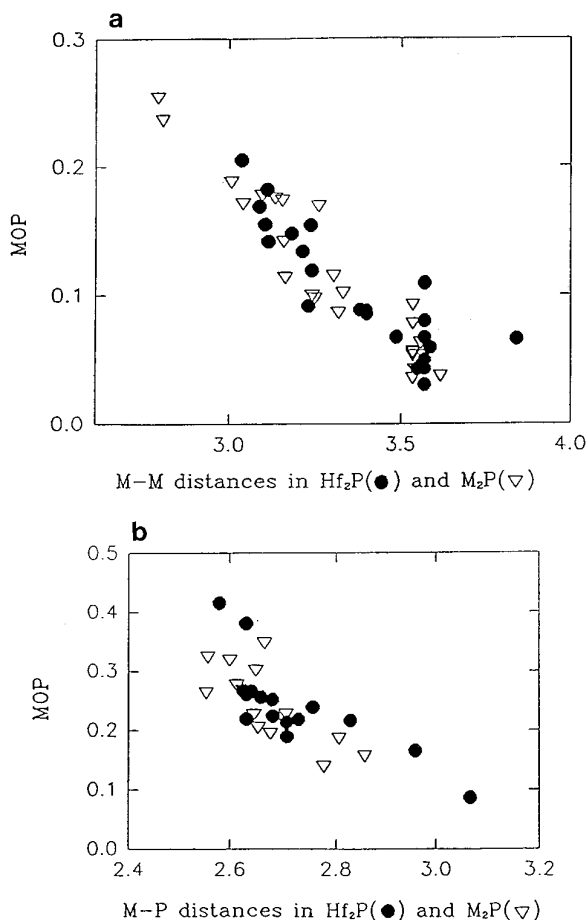 a
0.3
0.2
0.1
0.0
MOP
3.0 3.5 4.0
M−M distances in Hf₂P(●) and M₂P(▽)
b
0.5
0.4
0.3
0.2
0.1
0.0
MOP
2.4 2.6 2.8 3.0 3.2
M−P distances in Hf₂P(●) and M₂P(▽)